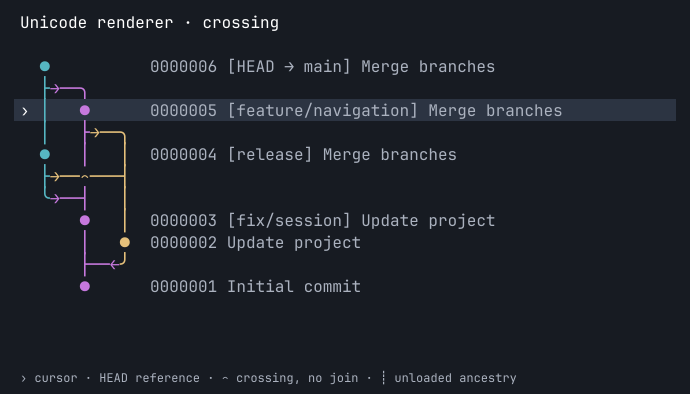 Unicode renderer · crossing
0000006 [HEAD → main] Merge branches
› 0000005 [feature/navigation] Merge branches
0000004 [release] Merge branches
0000003 [fix/session] Update project
0000002 Update project
0000001 Initial commit
› cursor · HEAD reference · ⌢ crossing, no join · ┊ unloaded ancestry